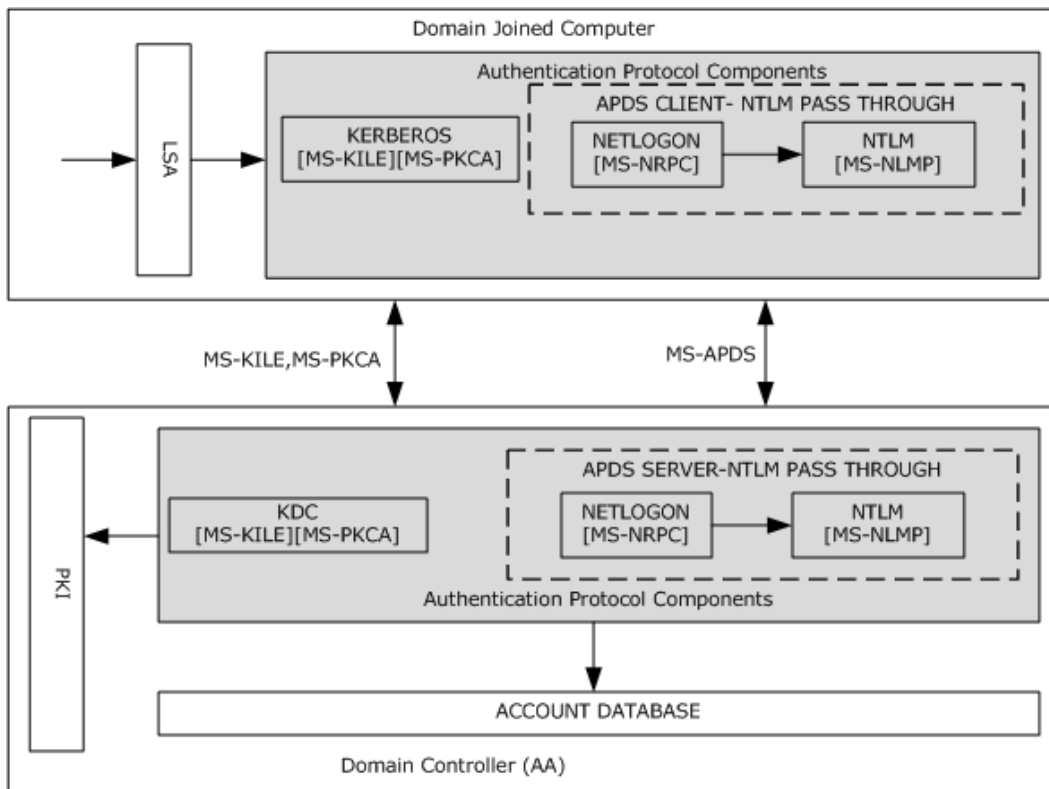 Domain Joined Computer
Authentication Protocol Components
APDS CLIENT- NTLM PASS THROUGH
LSA
KERBEROS
[MS-KILE][MS-PKCA]
NETLOGON
[MS-NRPC]
NTLM
[MS-NLMP]
MS-KILE,MS-PKCA
MS-APDS
PKI
APDS SERVER-NTLM PASS THROUGH
KDC
[MS-KILE][MS-PKCA]
NETLOGON
[MS-NRPC]
NTLM
[MS-NLMP]
Authentication Protocol Components
ACCOUNT DATABASE
Domain Controller (AA)